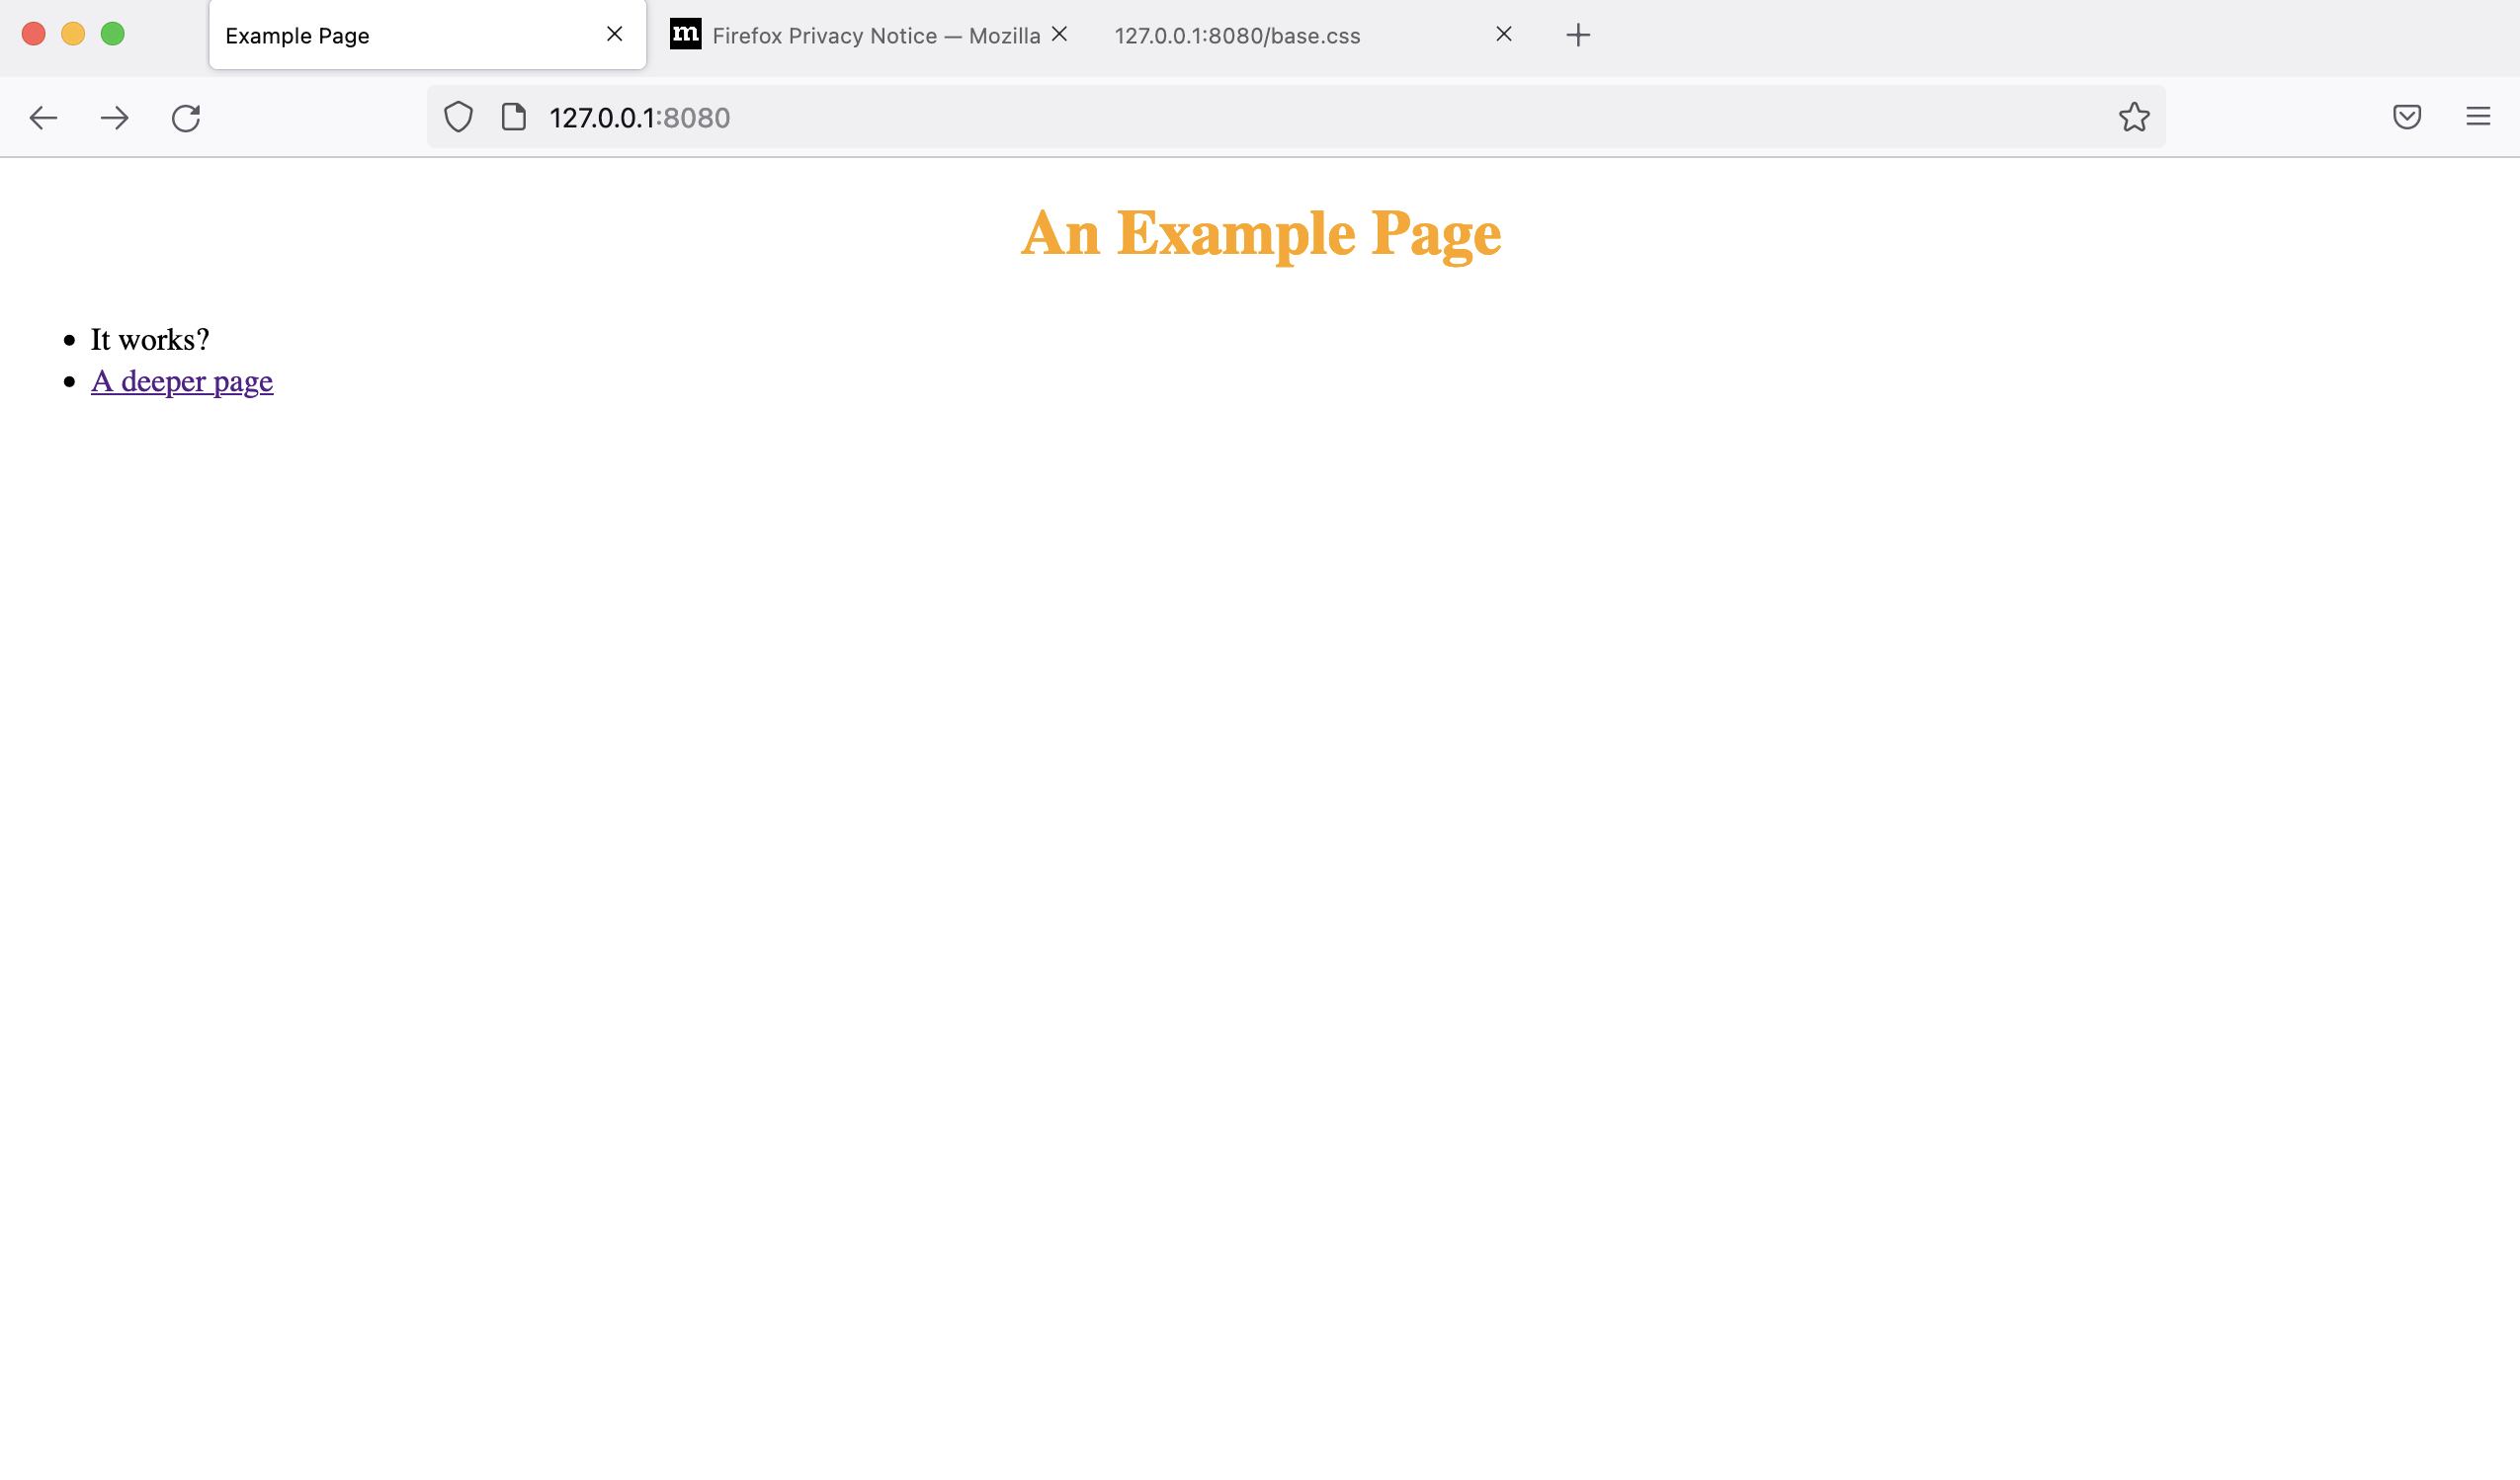 Example Page
m Firefox Privacy Notice — Mozilla
127.0.0.1:8080/base.css
127.0.0.1:8080
An Example Page
It works?
A deeper page